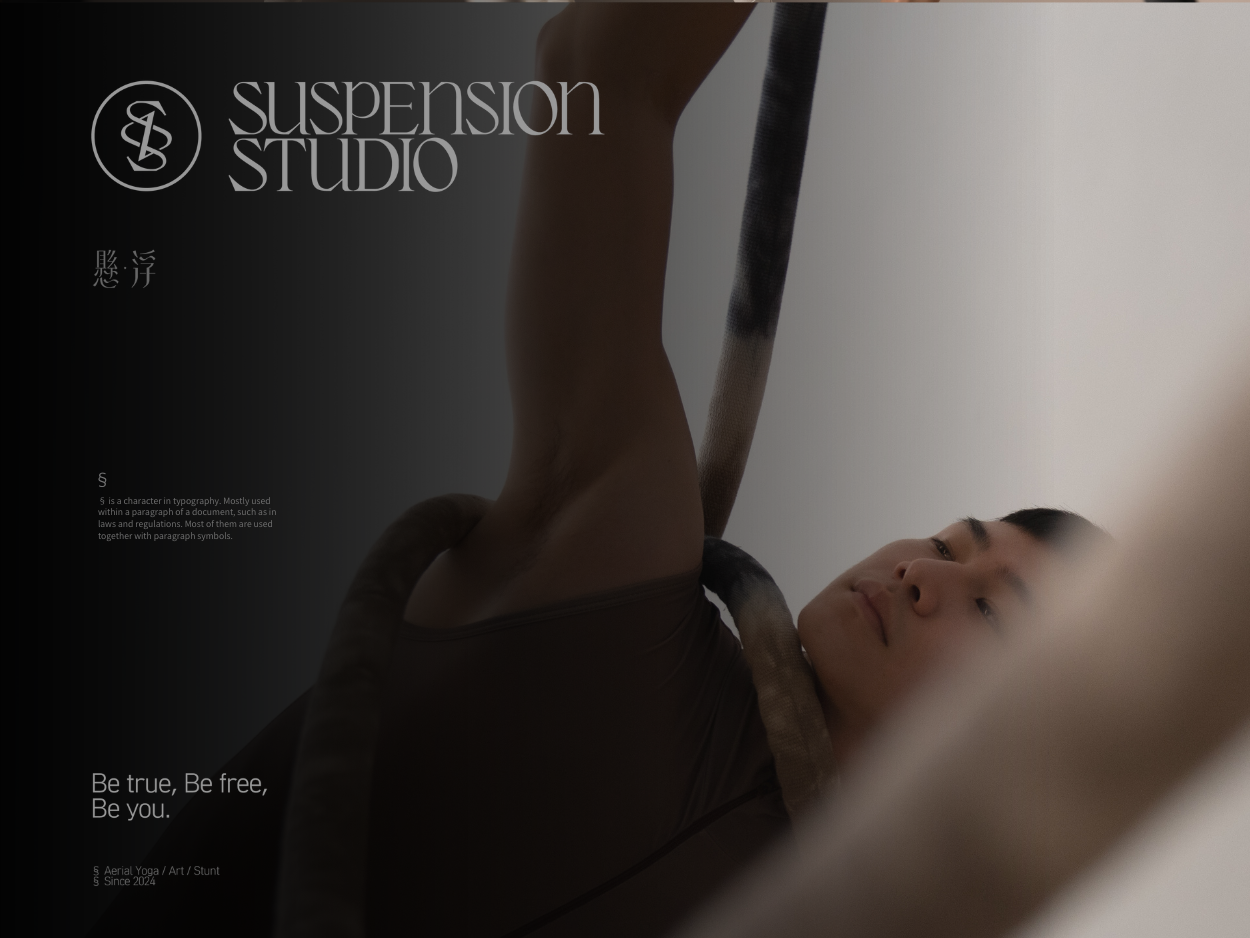 SUSPENSION
STUDIO
懸·浮
§
§ is a character in typography. Mostly used
within a paragraph of a document, such as in
laws and regulations. Most of them are used
together with paragraph symbols.
Be true, Be free,
Be you.
§ Aerial Yoga / Art / Stunt
§ Since 2024